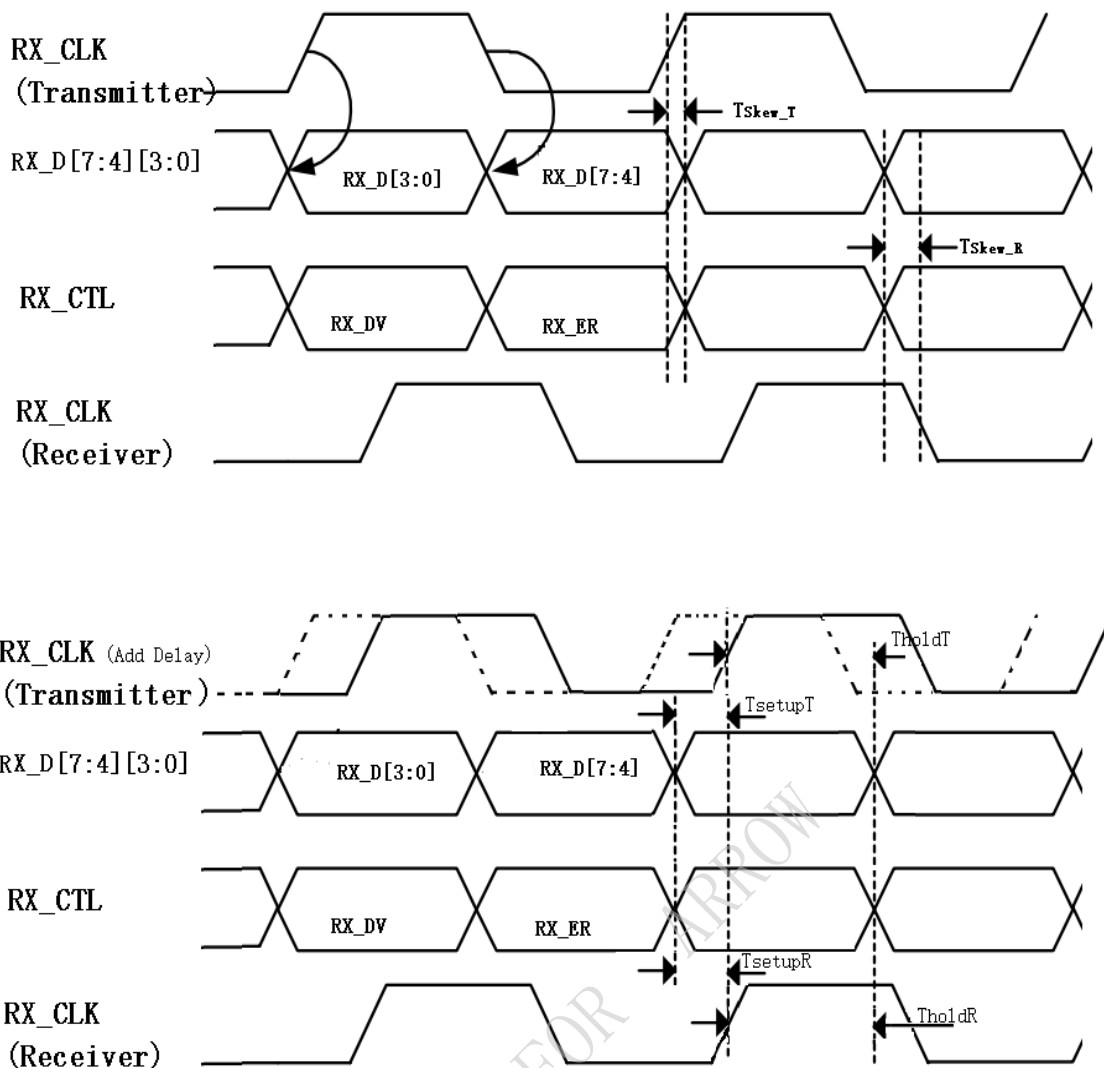 RX_CLK
(Transmitter)
TSkew_T
RX_D[7:4][3:0]
RX_D[3:0]
RX_D[7:4]
TSkew_R
RX_CTL
RX_DV
RX_ER
RX_CLK
(Receiver)
RX_CLK (Add Delay)
(Transmitter)
TholdT
TsetupT
RX_D[7:4][3:0]
RX_D[3:0]
RX_D[7:4]
ARROW
RX_CTL
RX_DV
RX_ER
TsetupR
FOR
RX_CLK
(Receiver)
TholdR